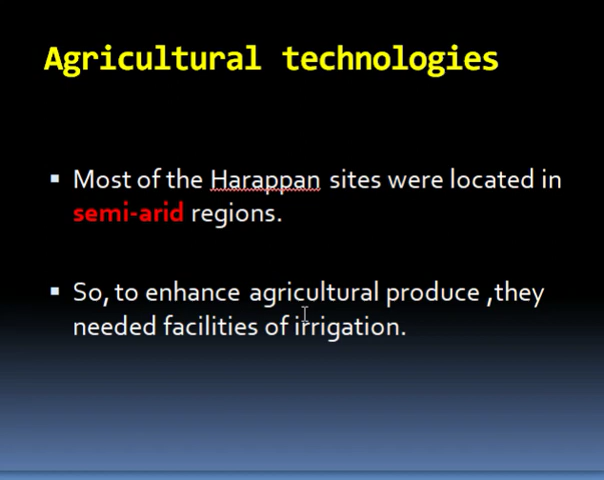 Agricultural technologies
▪ Most of the Harappan sites were located in
semi-arid regions.
▪ So, to enhance agricultural produce ,they
needed facilities of irrigation.